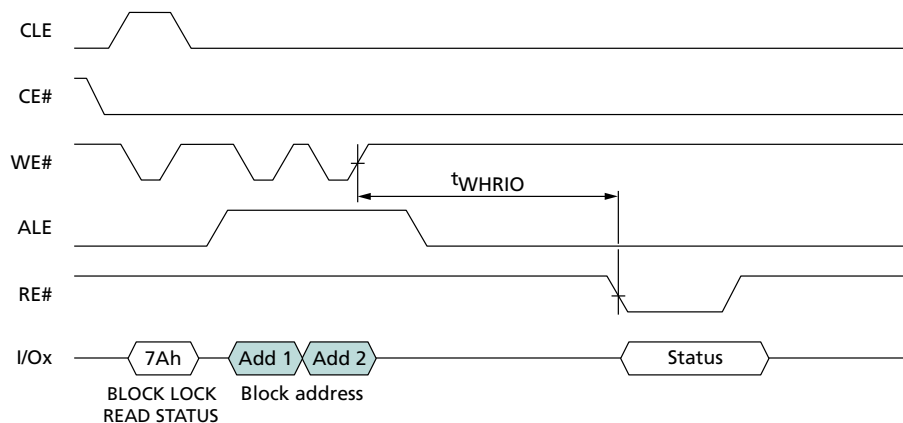 CLE
CE#
WE#
tWHRIO
ALE
RE#
I/Ox
7Ah
Add 1
Add 2
Status
BLOCK LOCK
READ STATUS
Block address